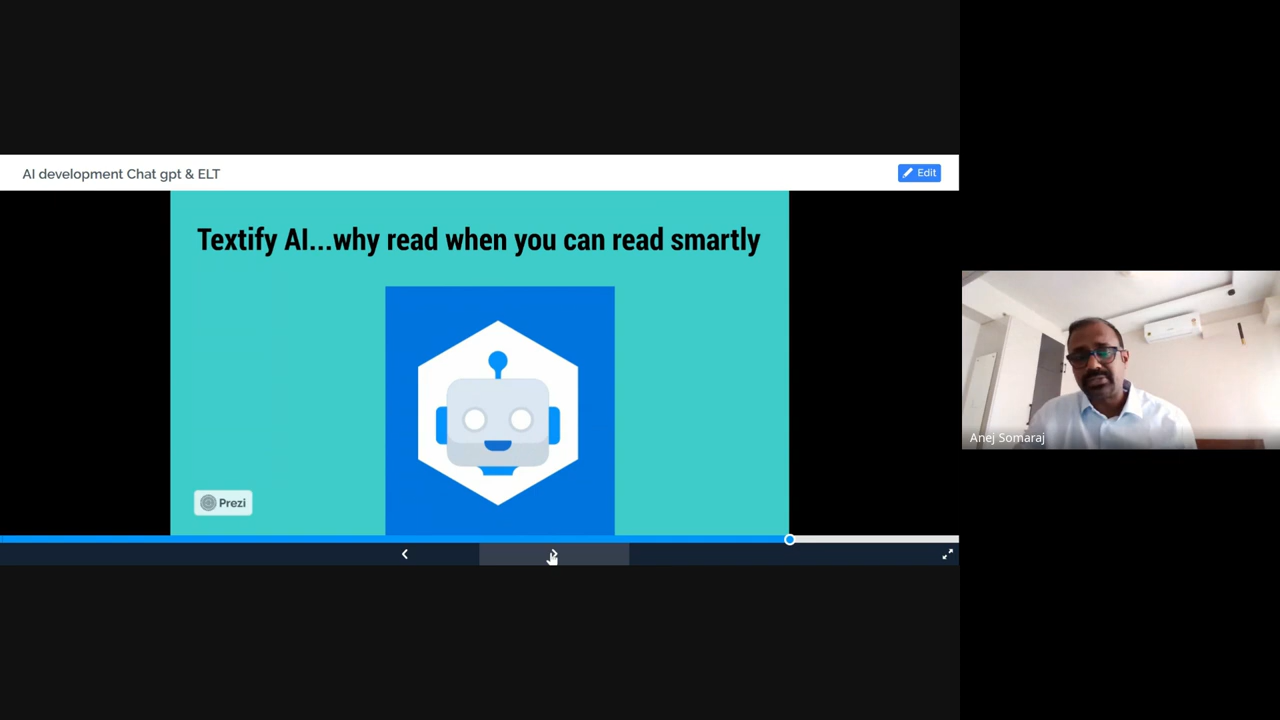 AI development Chat gpt & ELT
Edit
Textify AI...why read when you can read smartly
Prezi
Anej Somaraj